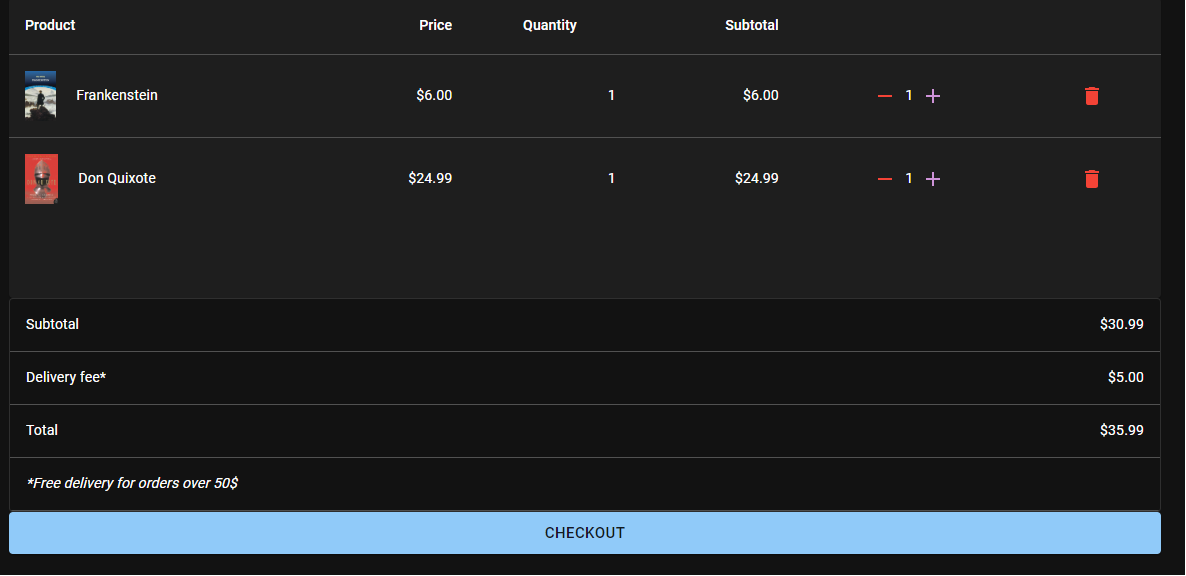 Product Price Quantity Subtotal
Frankenstein $6.00 1 $6.00 1
Don Quixote $24.99 1 $24.99 1
Subtotal $30.99
Delivery fee* $5.00
Total $35.99
*Free delivery for orders over 50$
CHECKOUT